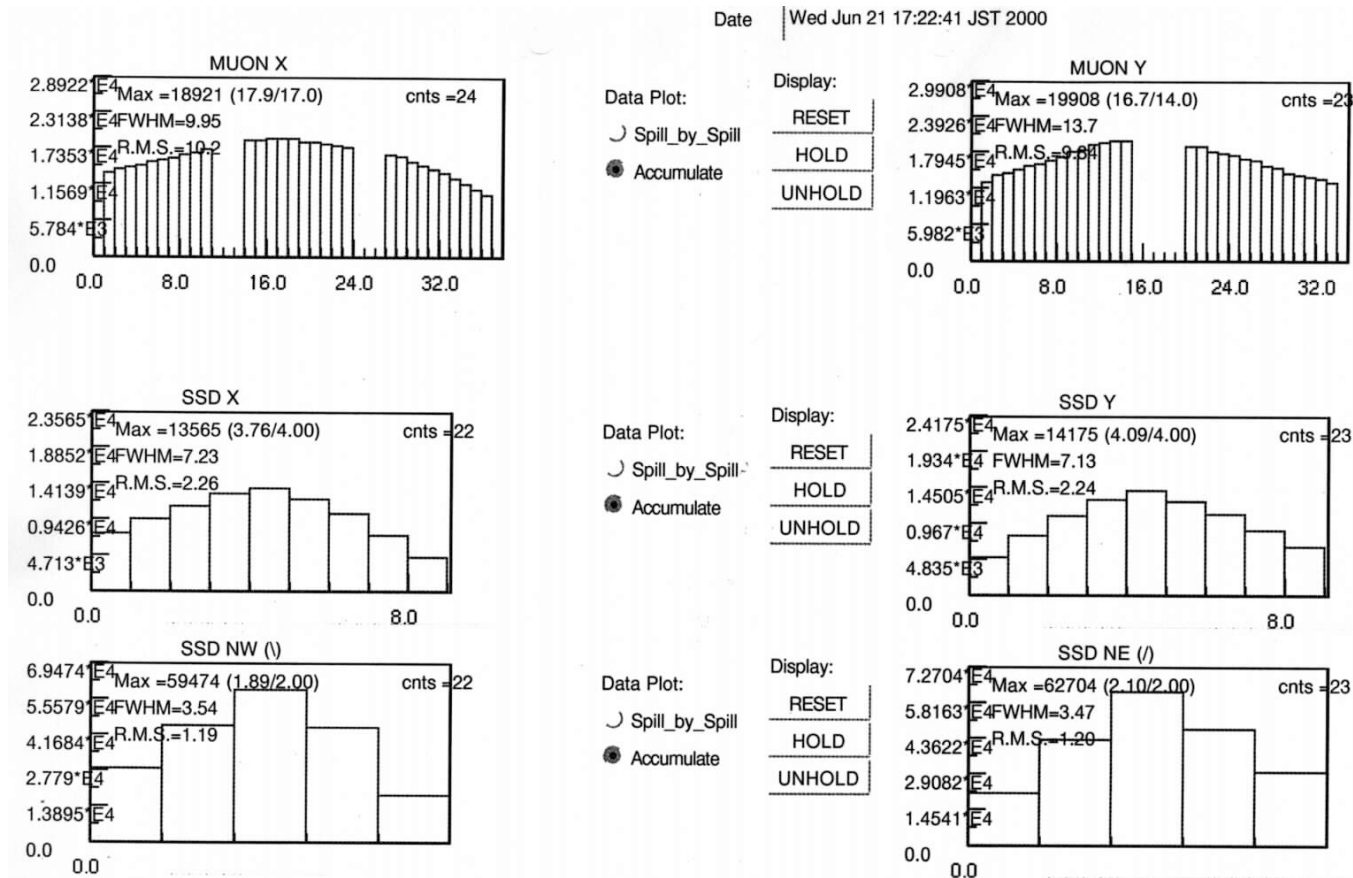 Date Wed Jun 21 17:22:41 JST 2000
MUON X
2.8922*E4
Max =18921 (17.9/17.0) cnts =24
2.3138*E4
FWHM=9.95
1.7353*E4
R.M.S.=10.2
1.1569*E4
5.784*E3
0.0
0.0 8.0 16.0 24.0 32.0
Data Plot:
Spill_by_Spill
Accumulate
Display:
RESET
HOLD
UNHOLD
MUON Y
2.9908*E4
Max =19908 (16.7/14.0) cnts =23
2.3926*E4
FWHM=13.7
1.7945*E4
R.M.S.=9.84
1.1963*E4
5.982*E3
0.0
0.0 8.0 16.0 24.0 32.0
SSD X
2.3565*E4
Max =13565 (3.76/4.00) cnts =22
1.8852*E4
FWHM=7.23
1.4139*E4
R.M.S.=2.26
0.9426*E4
4.713*E3
0.0
0.0 8.0
Data Plot:
Spill_by_Spill
Accumulate
Display:
RESET
HOLD
UNHOLD
SSD Y
2.4175*E4
Max =14175 (4.09/4.00) cnts =23
1.934*E4
FWHM=7.13
1.4505*E4
R.M.S.=2.24
0.967*E4
4.835*E3
0.0
0.0 8.0
SSD NW (\)
6.9474*E4
Max =59474 (1.89/2.00) cnts =22
5.5579*E4
FWHM=3.54
4.1684*E4
R.M.S.=1.19
2.779*E4
1.3895*E4
0.0
0.0
Data Plot:
Spill_by_Spill
Accumulate
Display:
RESET
HOLD
UNHOLD
SSD NE (/)
7.2704*E4
Max =62704 (2.10/2.00) cnts =23
5.8163*E4
FWHM=3.47
4.3622*E4
R.M.S.=1.20
2.9082*E4
1.4541*E4
0.0
0.0